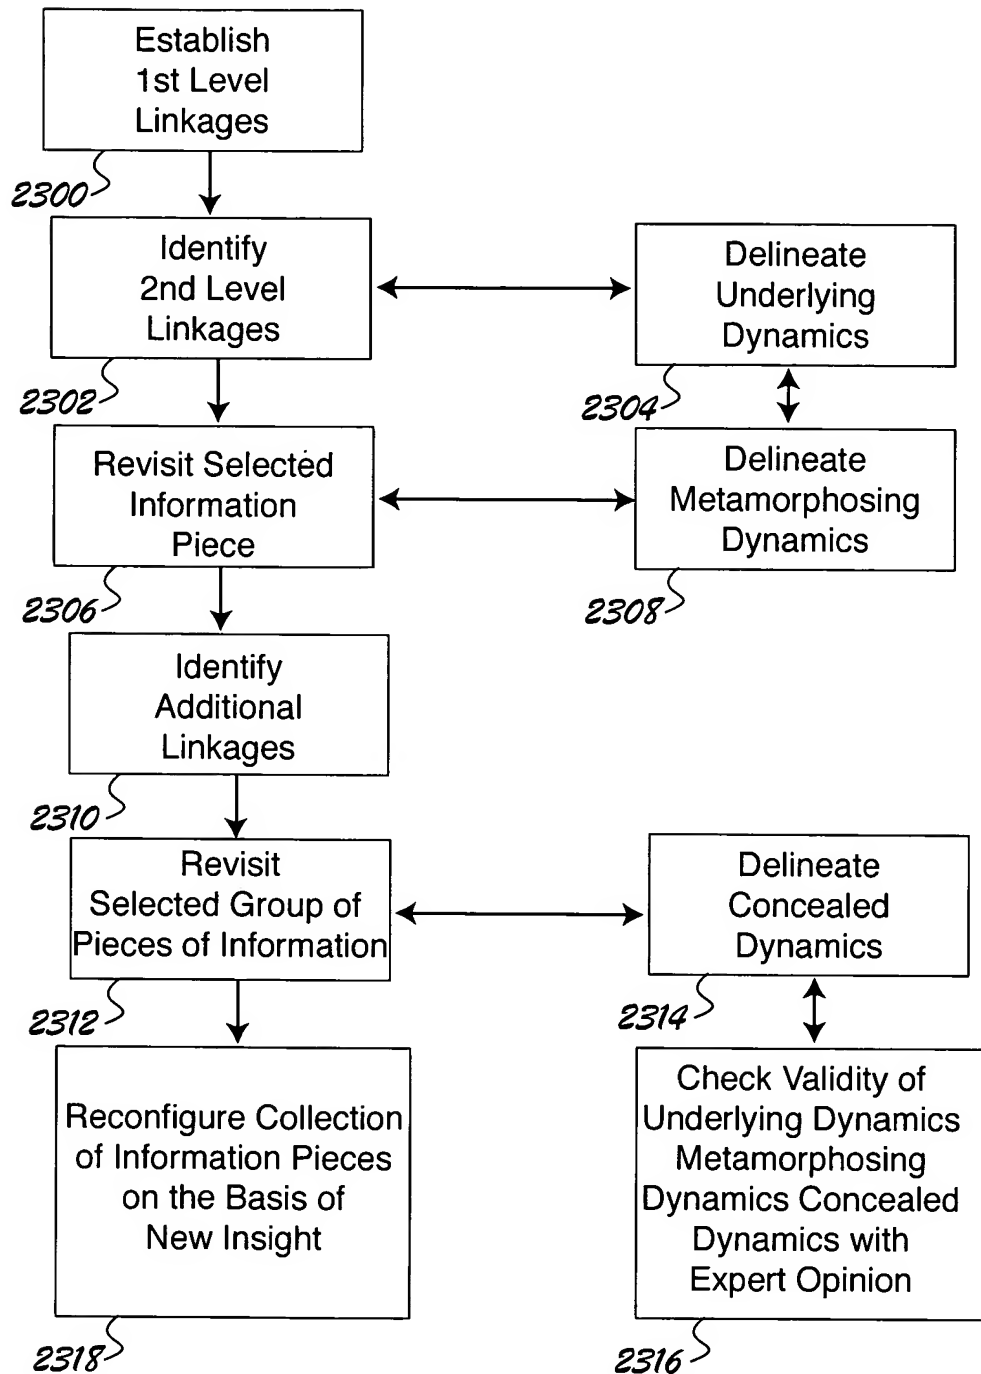 Establish
1st Level
Linkages
2300
Identify
2nd Level
Linkages
2302
Delineate
Underlying
Dynamics
2304
Revisit Selected
Information
Piece
2306
Delineate
Metamorphosing
Dynamics
2308
Identify
Additional
Linkages
2310
Revisit
Selected Group of
Pieces of Information
2312
Delineate
Concealed
Dynamics
2314
Reconfigure Collection
of Information Pieces
on the Basis of
New Insight
2318
Check Validity of
Underlying Dynamics
Metamorphosing
Dynamics Concealed
Dynamics with
Expert Opinion
2316